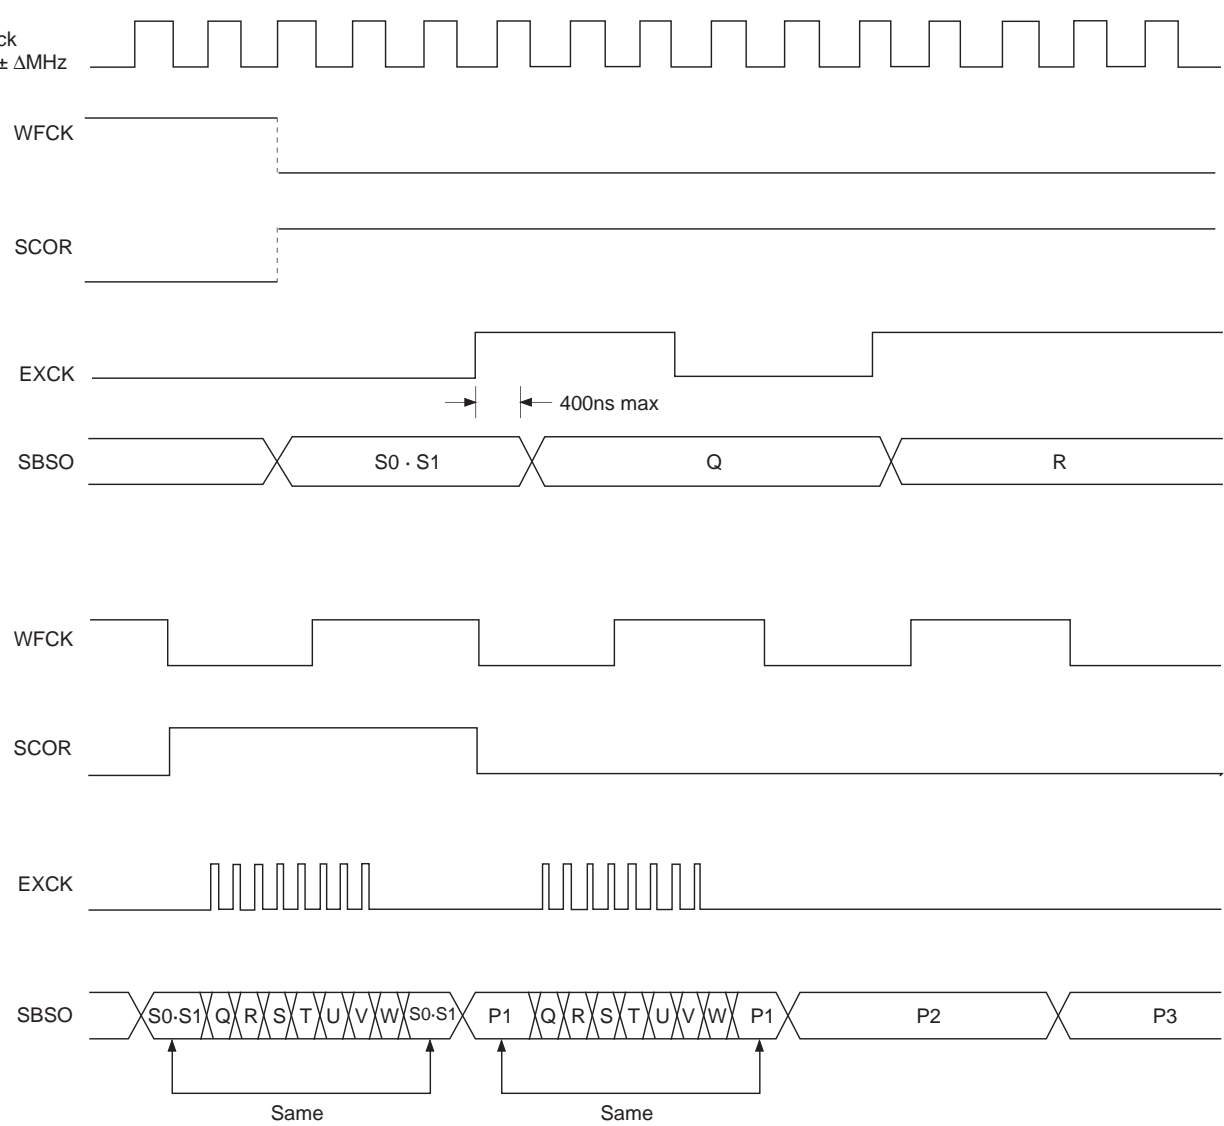 ± ΔMHz
WFCK
SCOR
EXCK
400ns max
SBSO S0 · S1 Q R
WFCK
SCOR
EXCK
SBSO S0·S1 Q R S T U V W S0·S1 P1 Q R S T U V W P1 P2 P3
Same Same